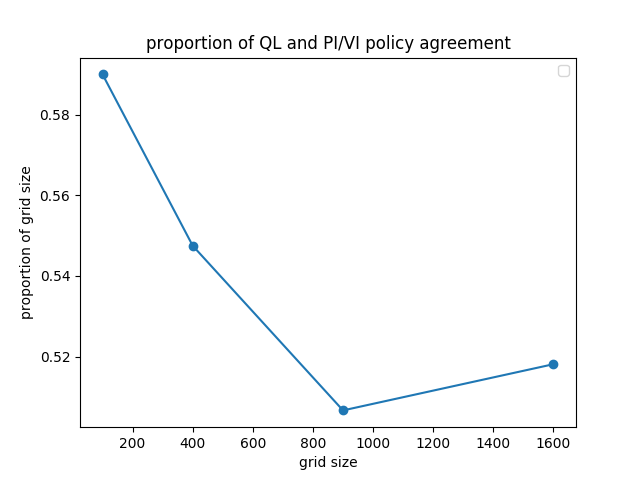 proportion of QL and PI/VI policy agreement
0.58
0.56
0.54
0.52
proportion of grid size
200 400 600 800 1000 1200 1400 1600
grid size